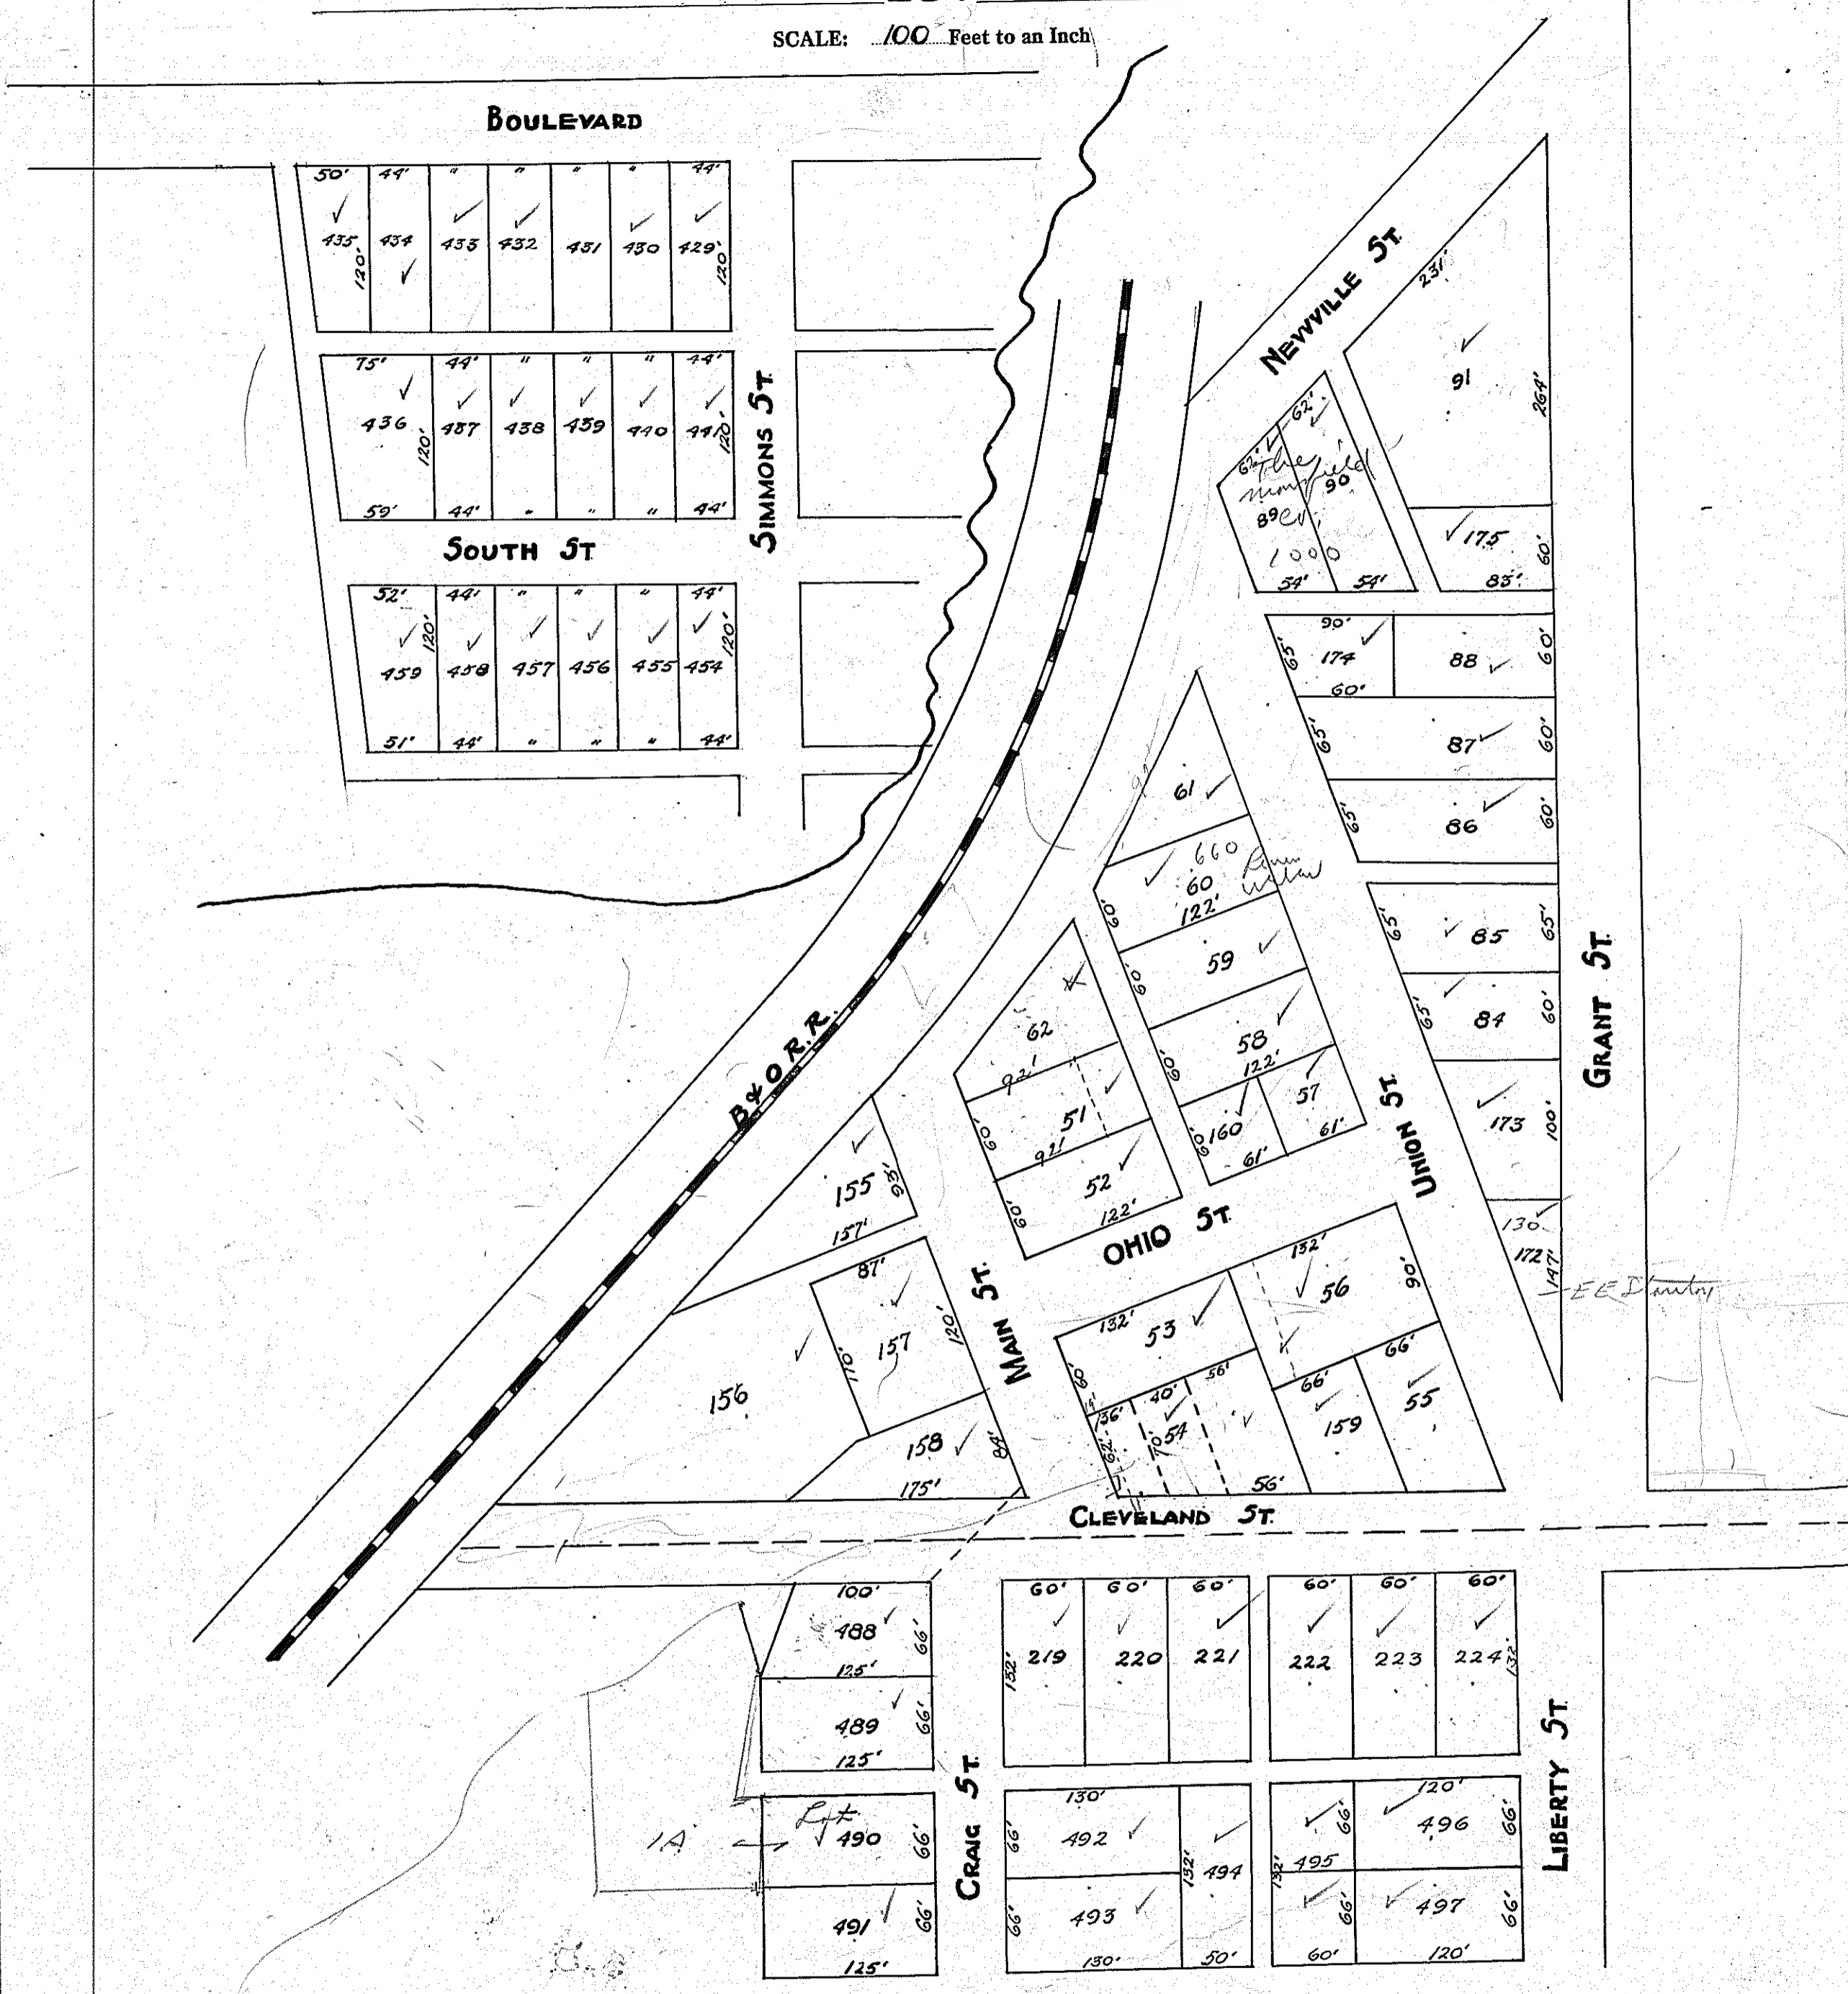 SCALE: 100 Feet to an Inch
BOULEVARD
50' 44' " " " " 44'
435 434 433 432 431 430 429
120' 120'
75' 44' " " " 44'
436 437 438 439 440 441
120' 120'
59' 44' " " " 44'
SIMMONS ST.
SOUTH ST
52' 44' " " " 44'
120' 120'
459 458 457 456 455 454
51' 44' " " " 44'
NEWVILLE ST.
231'
91
264'
62'
62'
The
90
89
1000
54' 54'
175 60'
85'
90'
65' 174 88 60'
60'
65' 87 60'
65' 86 60'
61
660
60
122'
60'
59
60'
58
122'
60'
57
160
60'
61' 61'
65' 85 65'
65' 84 60'
173 100'
130
172 147'
GRANT ST.
UNION ST.
62
92'
51
60'
92'
52
60'
122'
OHIO ST.
B & O R.R.
155 95'
157'
87'
157 120'
110'
156
158 84'
175'
MAIN ST.
132'
56 90'
132'
53
60'
66'
66'
56'
40'
36'
54
62' 70'
159 55
56'
CLEVELAND ST.
100'
488 66'
125'
489 66'
125'
1A
490 66'
491 66'
125'
CRAIG ST.
60' 60' 60' 60' 60' 60'
132' 219 220 221 222 223 224 132'
130' 120'
66' 492 66' 496 66'
132' 494 132' 495
66' 493 66' 497 66'
130' 50' 60' 120'
LIBERTY ST.